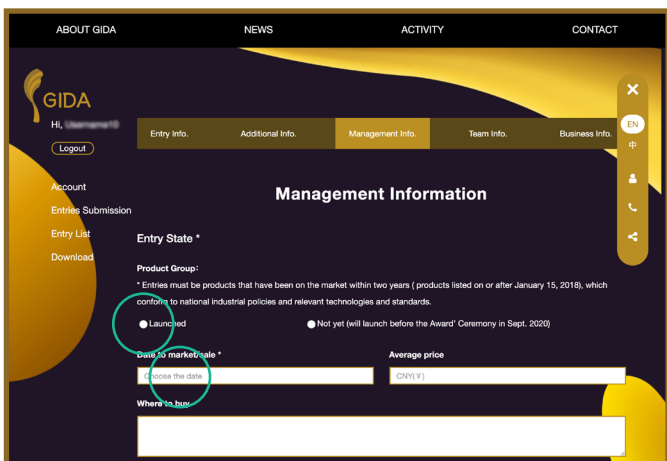 ABOUT GIDA NEWS ACTIVITY CONTACT
GIDA
Hi,
Logout
Account
Entries Submission
Entry List
Download
Entry Info. Additional Info. Management Info. Team Info. Business Info.
EN
中
Management Information
Entry State *
Product Group:
* Entries must be products that have been on the market within two years ( products listed on or after January 15, 2018), which
conform to national industrial policies and relevant technologies and standards.
Launched Not yet (will launch before the Award' Ceremony in Sept. 2020)
Date to market/sale * Average price
Choose the date CNY(¥)
Where to buy